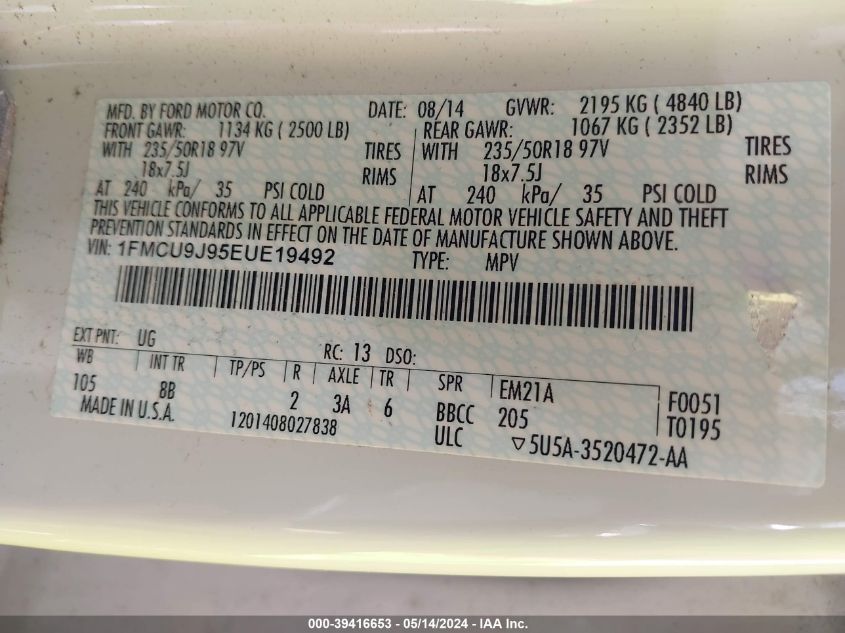 MFD. BY FORD MOTOR CO. DATE: 08/14 GVWR: 2195 KG ( 4840 LB)
FRONT GAWR: 1134 KG ( 2500 LB) REAR GAWR: 1067 KG ( 2352 LB)
WITH 235/50R18 97V TIRES WITH 235/50R18 97V TIRES
18x7.5J RIMS 18x7.5J RIMS
AT 240 kPa/ 35 PSI COLD AT 240 kPa/ 35 PSI COLD
THIS VEHICLE CONFORMS TO ALL APPLICABLE FEDERAL MOTOR VEHICLE SAFETY AND THEFT
PREVENTION STANDARDS IN EFFECT ON THE DATE OF MANUFACTURE SHOWN ABOVE.
VIN: 1FMCU9J95EUE19492 TYPE: MPV
EXT PNT: UG RC: 13 DSO:
WB INT TR TP/PS R AXLE TR SPR EM21A F0051
105 8B 2 3A 6 BBCC 205 T0195
MADE IN U.S.A. 1201408027838 ULC ▽5U5A-3520472-AA
000-39416653 - 05/14/2024 - IAA Inc.